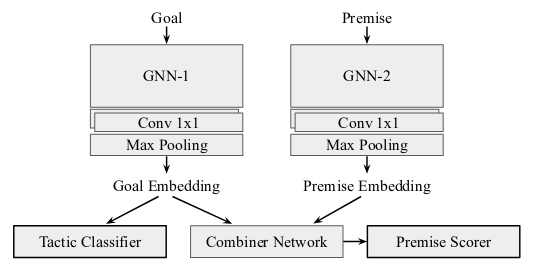 Goal
Premise
GNN-1
GNN-2
Conv 1x1
Conv 1x1
Max Pooling
Max Pooling
Goal Embedding
Premise Embedding
Tactic Classifier
Combiner Network
Premise Scorer